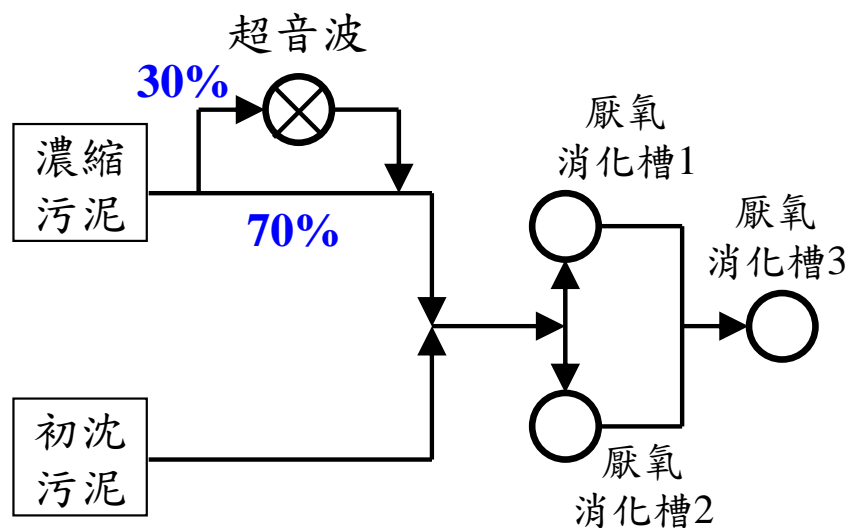 超音波
30%
濃縮
污泥
70%
厭氧
消化槽1
厭氧
消化槽3
初沈
污泥
厭氧
消化槽2